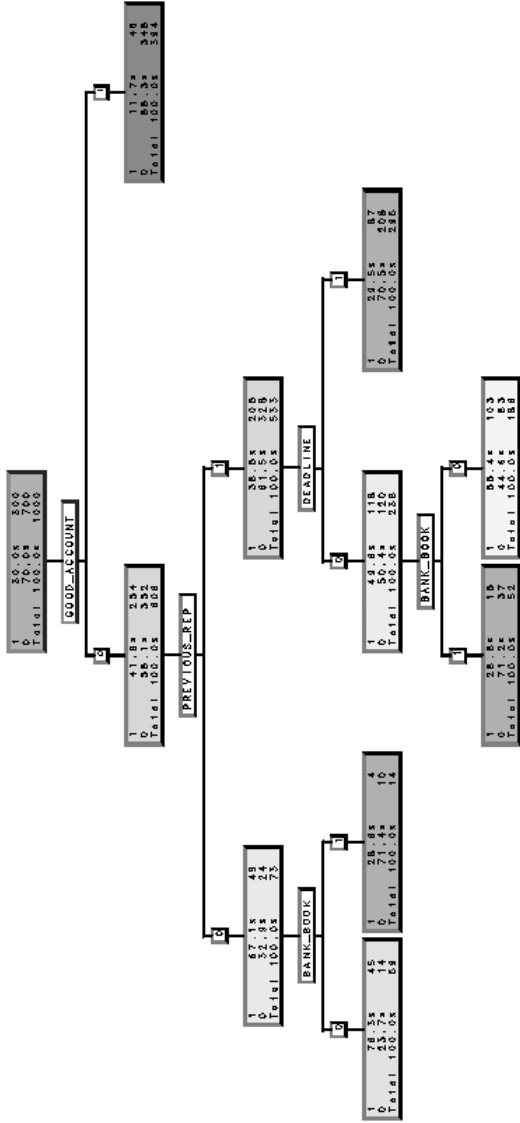 1 30.0% 300
0 70.0% 700
Total 100.0% 1000
GOOD_ACCOUNT
0
1
1 41.9% 254
0 58.1% 352
Total 100.0% 606
1 11.7% 46
0 88.3% 348
Total 100.0% 394
PREVIOUS_REP
0
1
1 67.1% 49
0 32.9% 24
Total 100.0% 73
1 38.5% 205
0 61.5% 328
Total 100.0% 533
BANK_BOOK
DEADLINE
0
1
0
1
1 76.3% 45
0 23.7% 14
Total 100.0% 59
1 28.6% 4
0 71.4% 10
Total 100.0% 14
1 49.6% 118
0 50.4% 120
Total 100.0% 238
1 29.5% 87
0 70.5% 208
Total 100.0% 295
BANK_BOOK
1
0
1 28.8% 15
0 71.2% 37
Total 100.0% 52
1 55.4% 103
0 44.6% 83
Total 100.0% 186